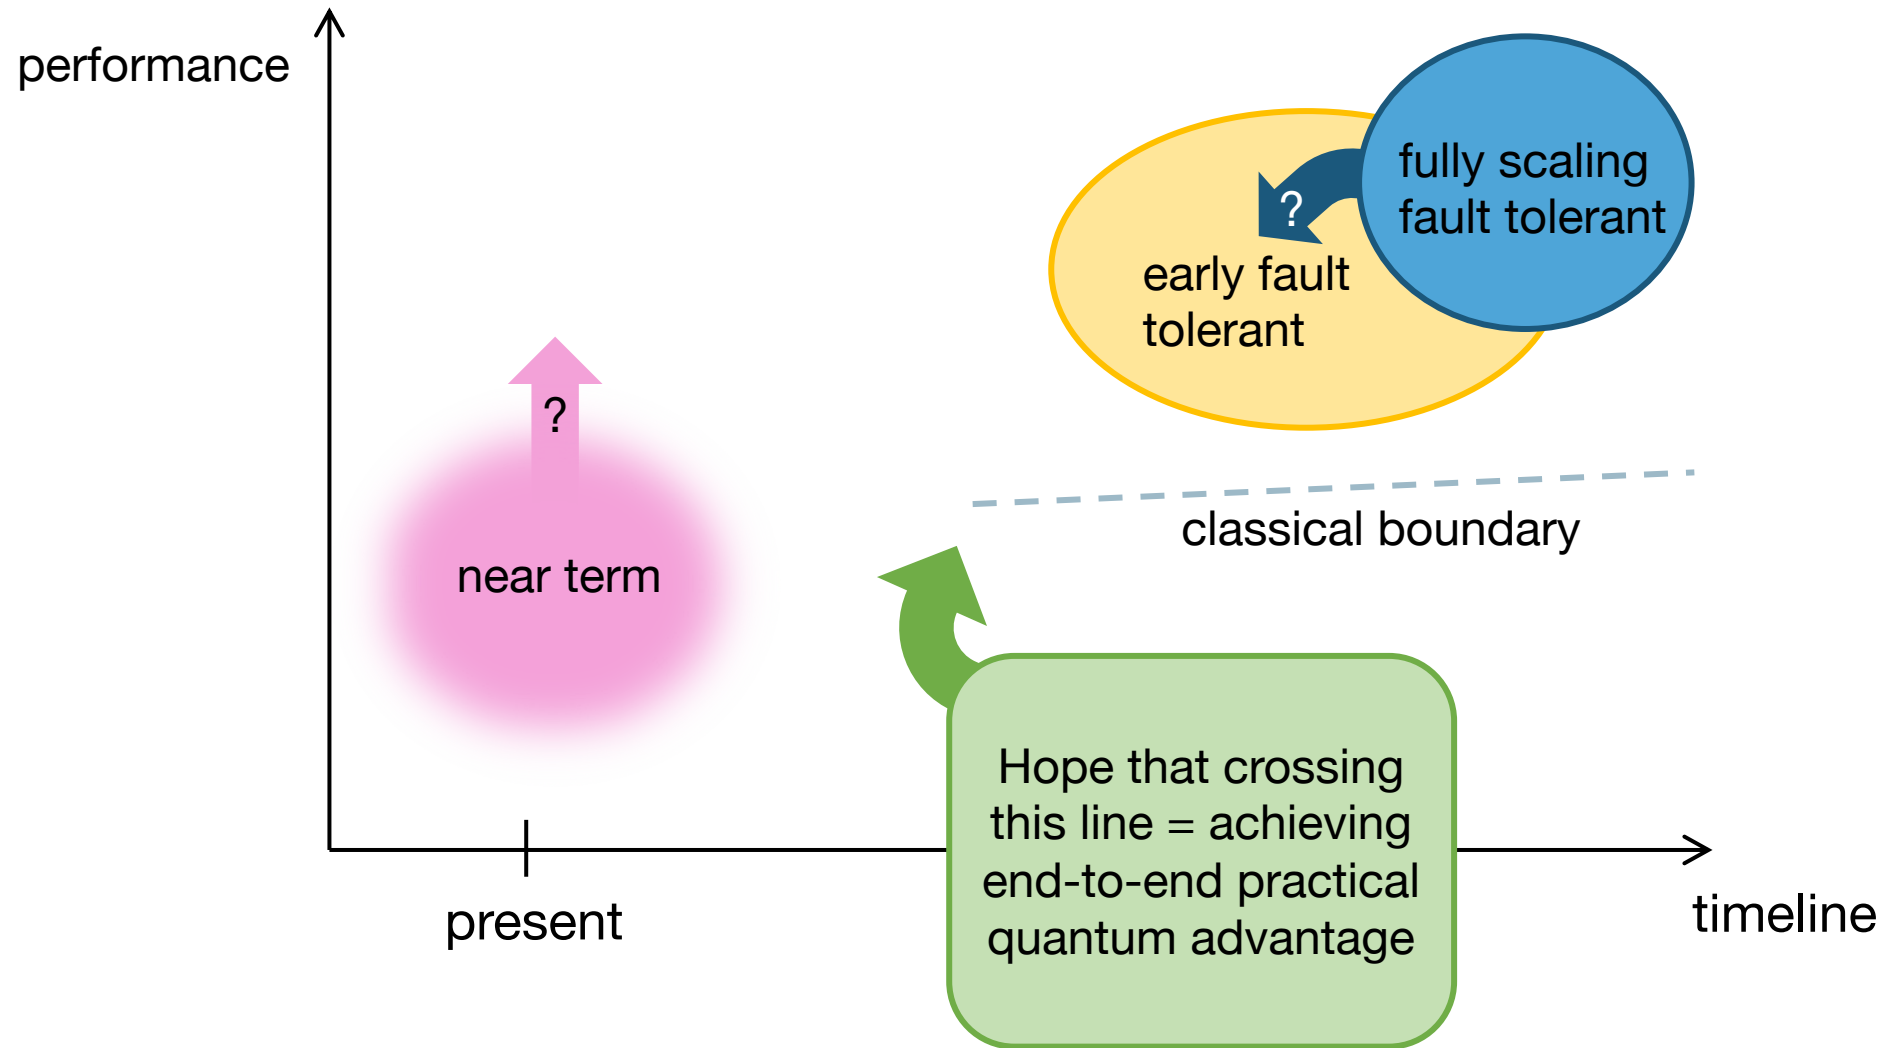 performance
fully scaling
fault tolerant
?
early fault
tolerant
?
classical boundary
near term
Hope that crossing
this line = achieving
end-to-end practical
quantum advantage
present
timeline